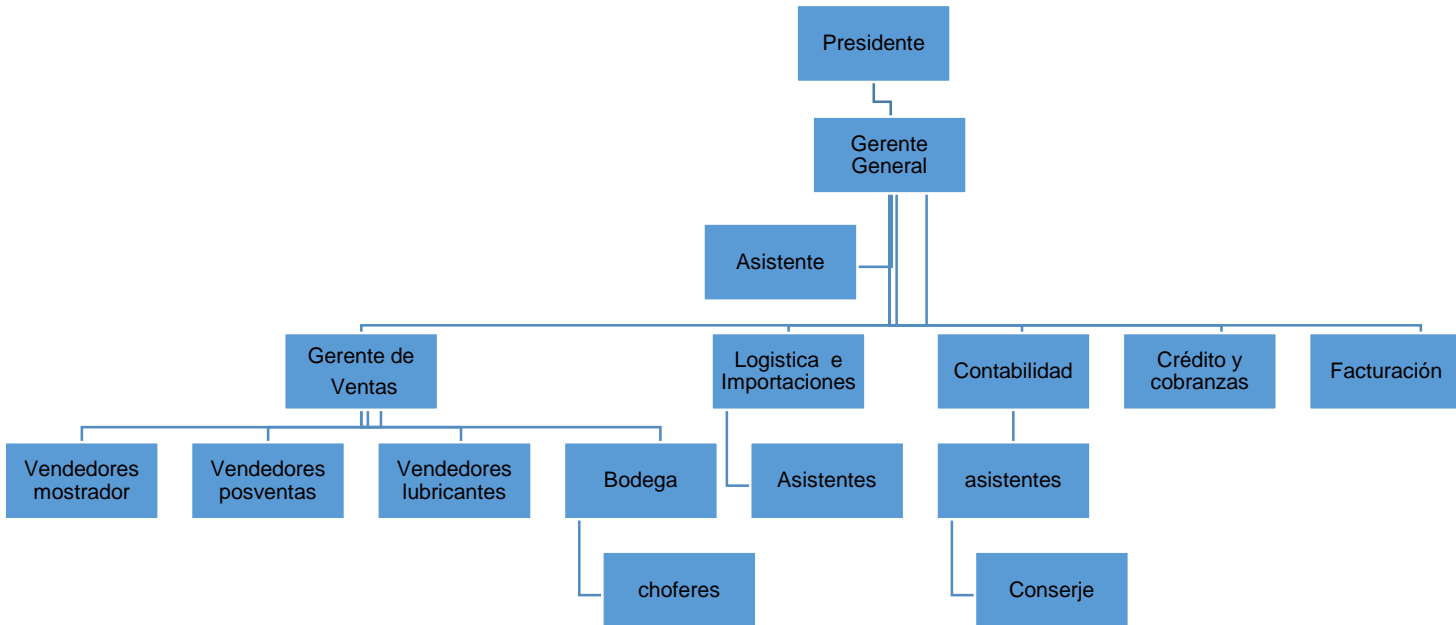 Presidente
Gerente
General
Asistente
Gerente de
Ventas
Logistica e
Importaciones
Contabilidad
Crédito y
cobranzas
Facturación
Vendedores
mostrador
Vendedores
posventas
Vendedores
lubricantes
Bodega
Asistentes
asistentes
choferes
Conserje